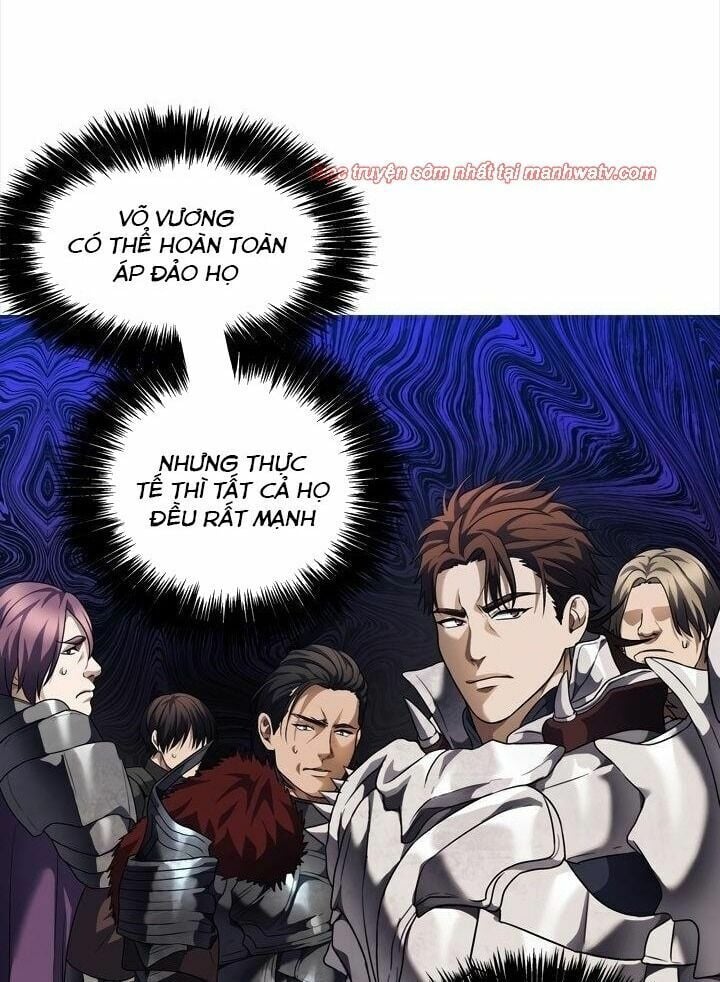 truyện sớm nhất tại manhwatv.com
VÕ VƯƠNG
CÓ THỂ HOÀN TOÀN
ÁP ĐẢO HỌ
NHƯNG THỰC
TẾ THÌ TẤT CẢ HỌ
ĐỀU RẤT MẠNH